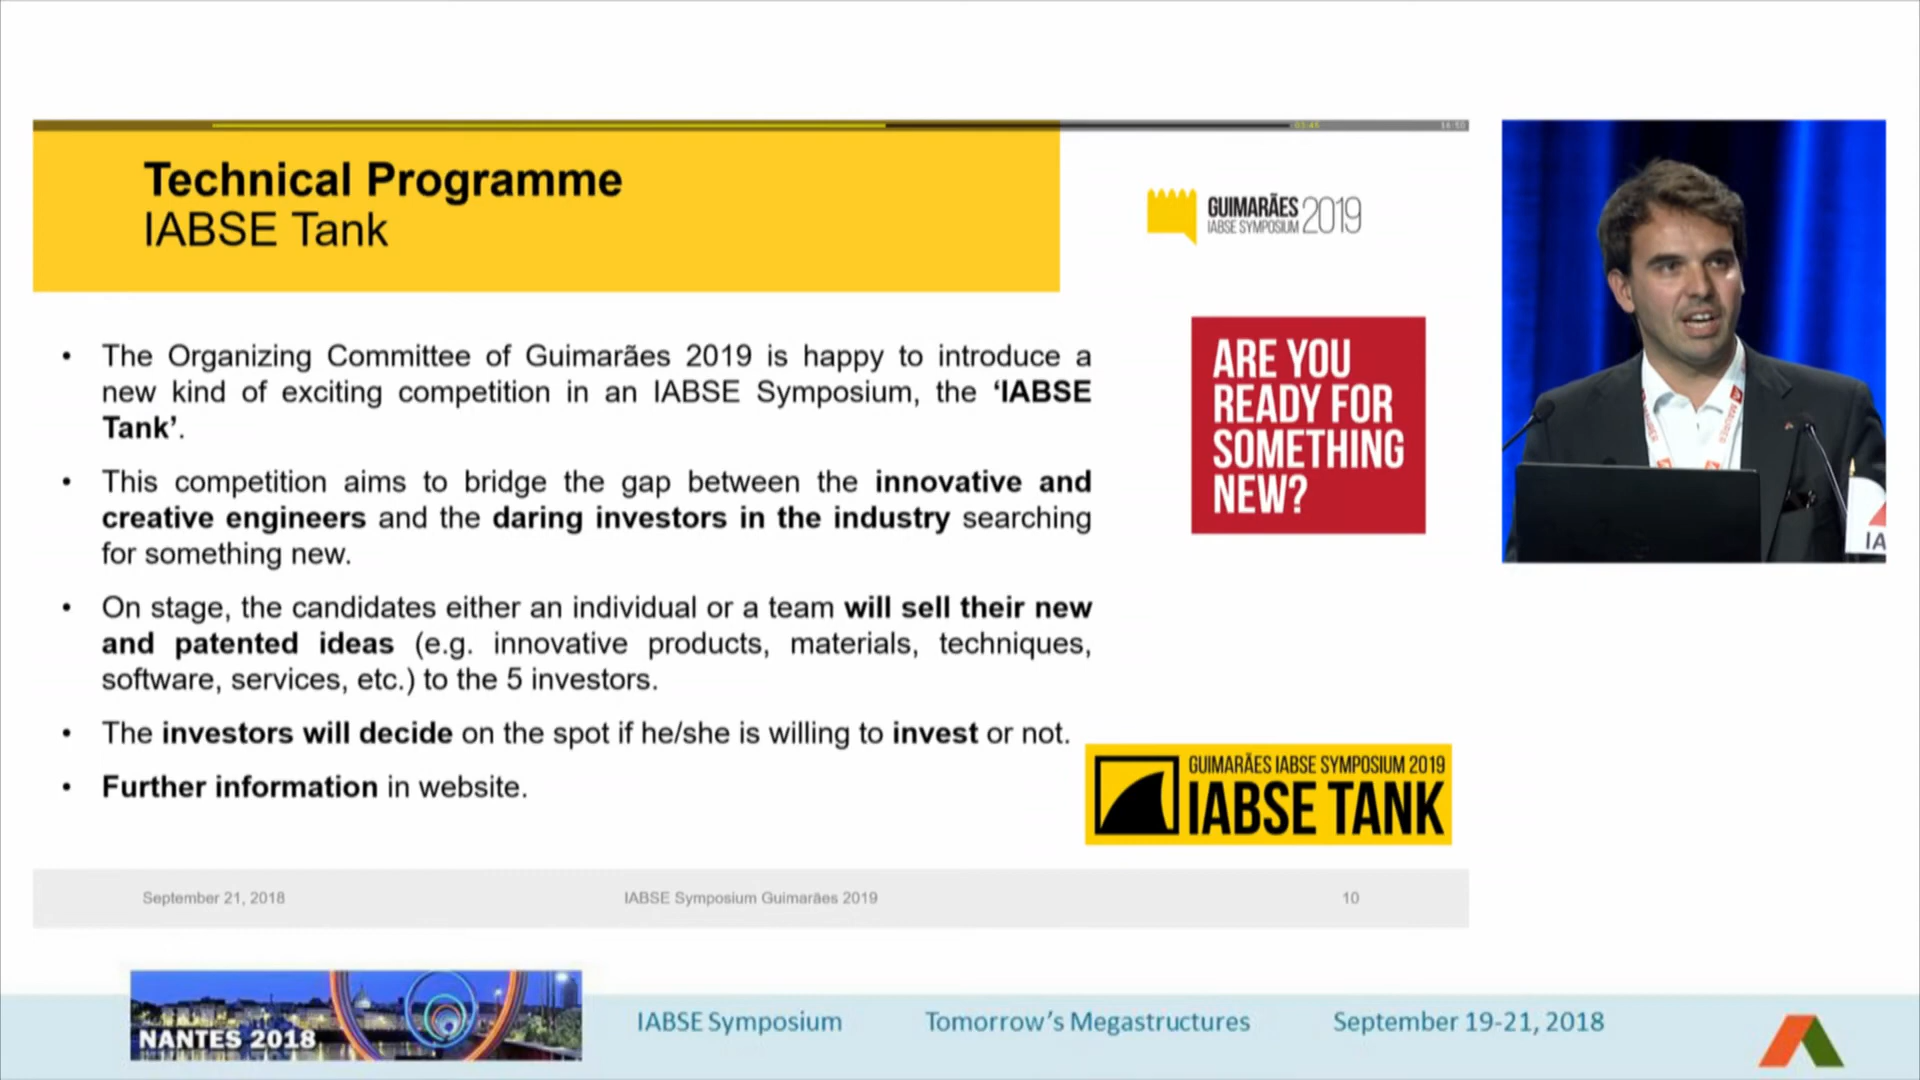 03:45
16:50
Technical Programme
IABSE Tank
GUIMARÃES
IABSE SYMPOSIUM 2019
• The Organizing Committee of Guimarães 2019 is happy to introduce a
new kind of exciting competition in an IABSE Symposium, the ‘IABSE
Tank’.
• This competition aims to bridge the gap between the innovative and
creative engineers and the daring investors in the industry searching
for something new.
• On stage, the candidates either an individual or a team will sell their new
and patented ideas (e.g. innovative products, materials, techniques,
software, services, etc.) to the 5 investors.
• The investors will decide on the spot if he/she is willing to invest or not.
• Further information in website.
ARE YOU
READY FOR
SOMETHING
NEW?
GUIMARÃES IABSE SYMPOSIUM 2019
IABSE TANK
MAURER
IA
September 21, 2018
IABSE Symposium Guimarães 2019
10
NANTES 2018
IABSE Symposium
Tomorrow’s Megastructures
September 19-21, 2018